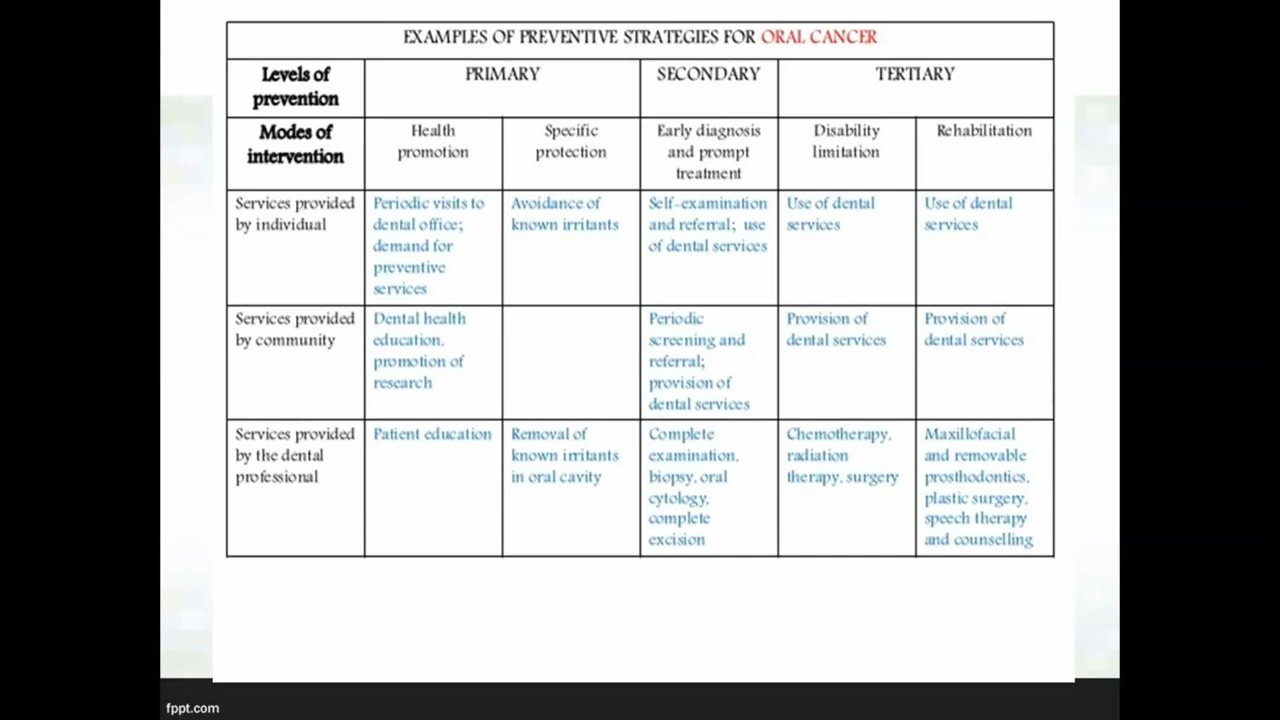 EXAMPLES OF PREVENTIVE STRATEGIES FOR ORAL CANCER
Levels of
prevention
PRIMARY
SECONDARY
TERTIARY
Modes of
intervention
Health
promotion
Specific
protection
Early diagnosis
and prompt
treatment
Disability
limitation
Rehabilitation
Services provided
by individual
Periodic visits to
dental office;
demand for
preventive
services
Avoidance of
known irritants
Self-examination
and referral; use
of dental services
Use of dental
services
Use of dental
services
Services provided
by community
Dental health
education,
promotion of
research
Periodic
screening and
referral;
provision of
dental services
Provision of
dental services
Provision of
dental services
Services provided
by the dental
professional
Patient education
Removal of
known irritants
in oral cavity
Complete
examination,
biopsy, oral
cytology,
complete
excision
Chemotherapy,
radiation
therapy, surgery
Maxillofacial
and removable
prosthodontics,
plastic surgery,
speech therapy
and counselling
fppt.com